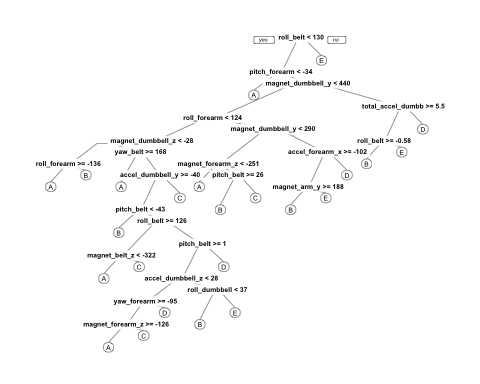 yes roll_belt < 130 no
E
pitch_forearm < -34
A magnet_dumbbell_y < 440
total_accel_dumbb >= 5.5
roll_forearm < 124
D
magnet_dumbbell_y < 290
magnet_dumbbell_z < -28 roll_belt >= -0.58
yaw_belt >= 168 accel_forearm_x >= -102
B E
roll_forearm >= -136 magnet_forearm_z < -251
B accel_dumbbell_y >= -40 pitch_belt >= 26 D
A A A magnet_arm_y >= 188
C B E
pitch_belt < -43 B C
roll_belt >= 126
B
pitch_belt >= 1
magnet_belt_z < -322
C D
A accel_dumbbell_z < 28
roll_dumbbell < 37
yaw_forearm >= -95
D E
magnet_forearm_z >= -126 B
C
A